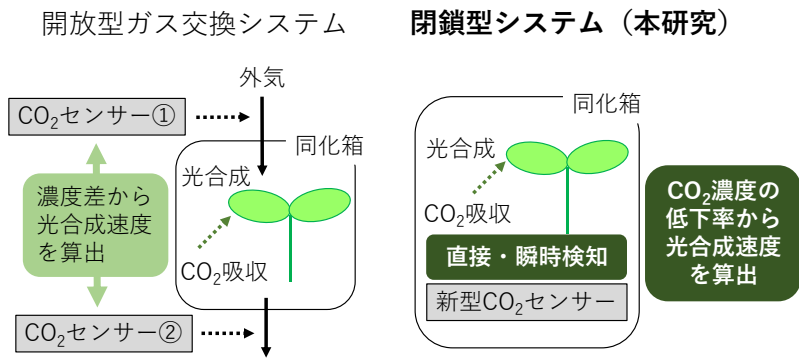 開放型ガス交換システム
外気
CO₂センサー①
同化箱
光合成
濃度差から
光合成速度
を算出
CO₂吸収
CO₂センサー②
閉鎖型システム（本研究）
同化箱
光合成
CO₂吸収
直接・瞬時検知
新型CO₂センサー
CO₂濃度の
低下率から
光合成速度
を算出